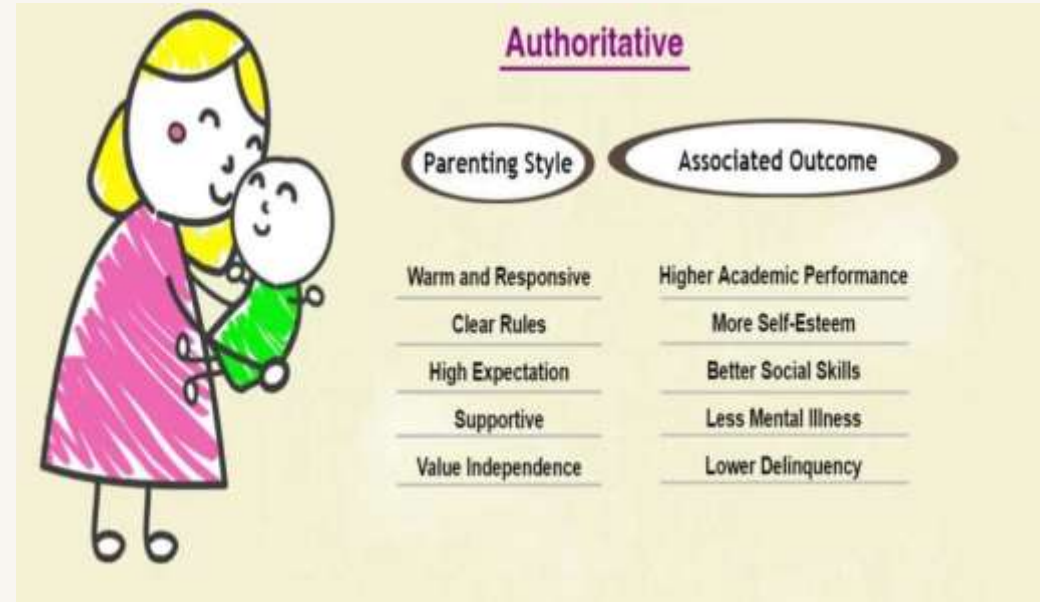 Authoritative
Parenting Style
Associated Outcome
Warm and Responsive
Higher Academic Performance
Clear Rules
More Self-Esteem
High Expectation
Better Social Skills
Supportive
Less Mental Illness
Value Independence
Lower Delinquency